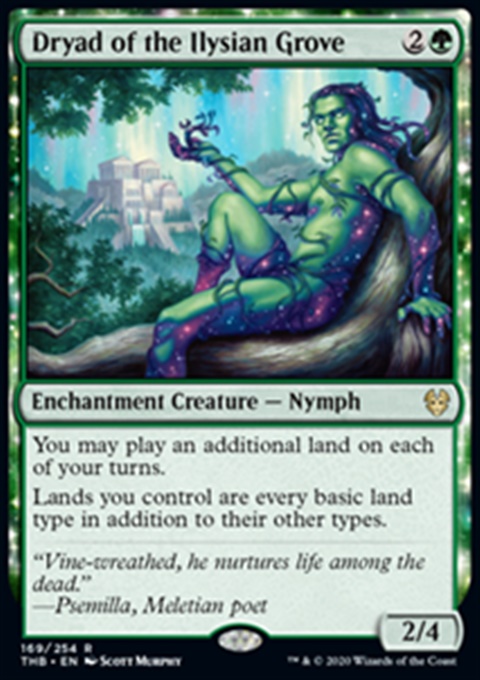 Dryad of the Ilysian Grove 2
Enchantment Creature — Nymph
You may play an additional land on each
of your turns.
Lands you control are every basic land
type in addition to their other types.
“Vine-wreathed, he nurtures life among the
dead.”
—Psemilla, Meletian poet
2/4
169/254 R
THB • EN Scott Murphy
™ & © 2020 Wizards of the Coast